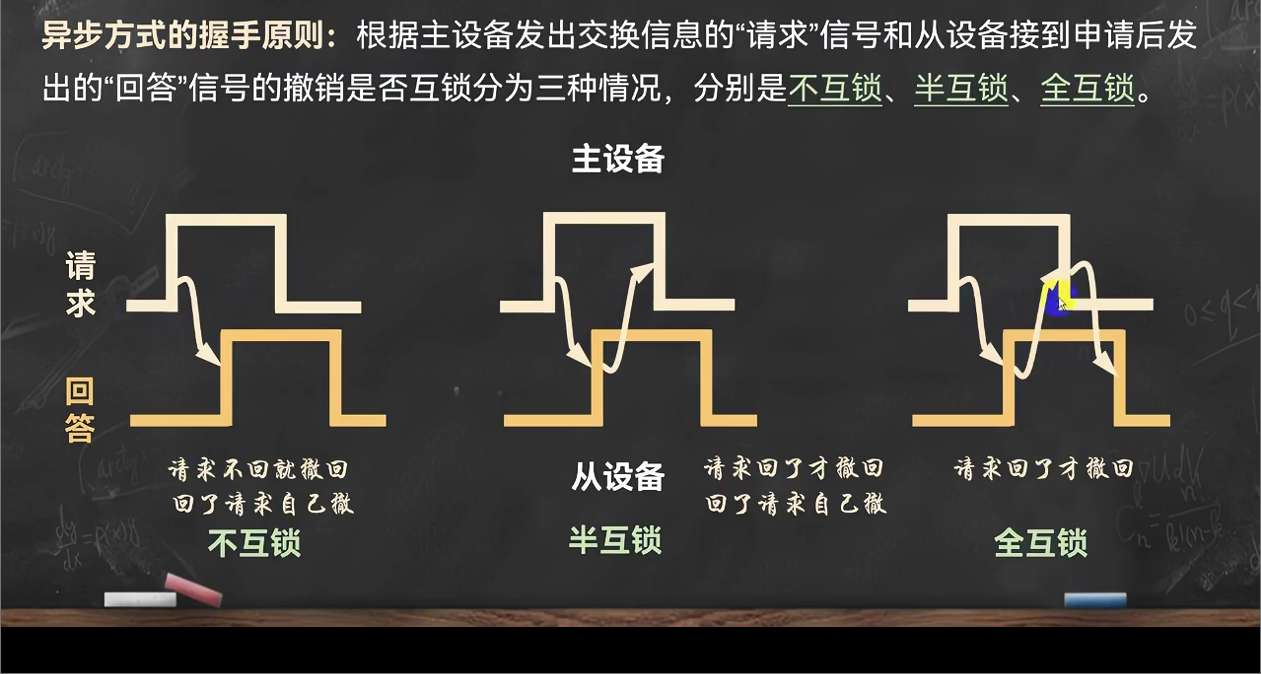 异步方式的握手原则：根据主设备发出交换信息的“请求”信号和从设备接到申请后发
出的“回答”信号的撤销是否互锁分为三种情况，分别是不互锁、半互锁、全互锁。
主设备
请求
回答
请求不回就撤回
回了请求自己撤
不互锁
从设备
半互锁
请求回了才撤回
回了请求自己撤
请求回了才撤回
全互锁